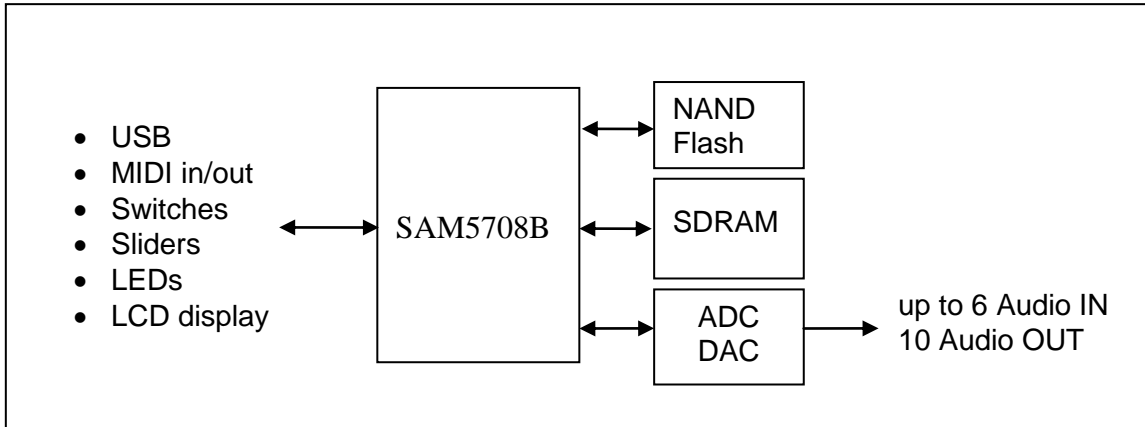 • USB
• MIDI in/out
• Switches
• Sliders
• LEDs
• LCD display
SAM5708B
NAND
Flash
SDRAM
ADC
DAC
up to 6 Audio IN
10 Audio OUT